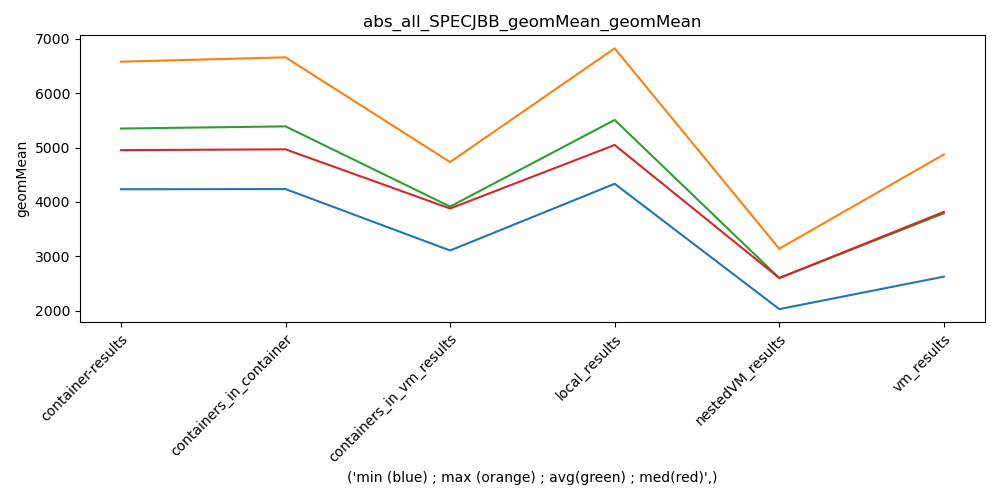 abs_all_SPECJBB_geomMean_geomMean
geomMean
7000
6000
5000
4000
3000
2000
container-results
containers_in_container
containers_in_vm_results
local_results
nestedVM_results
vm_results
('min (blue) ; max (orange) ; avg(green) ; med(red)',)